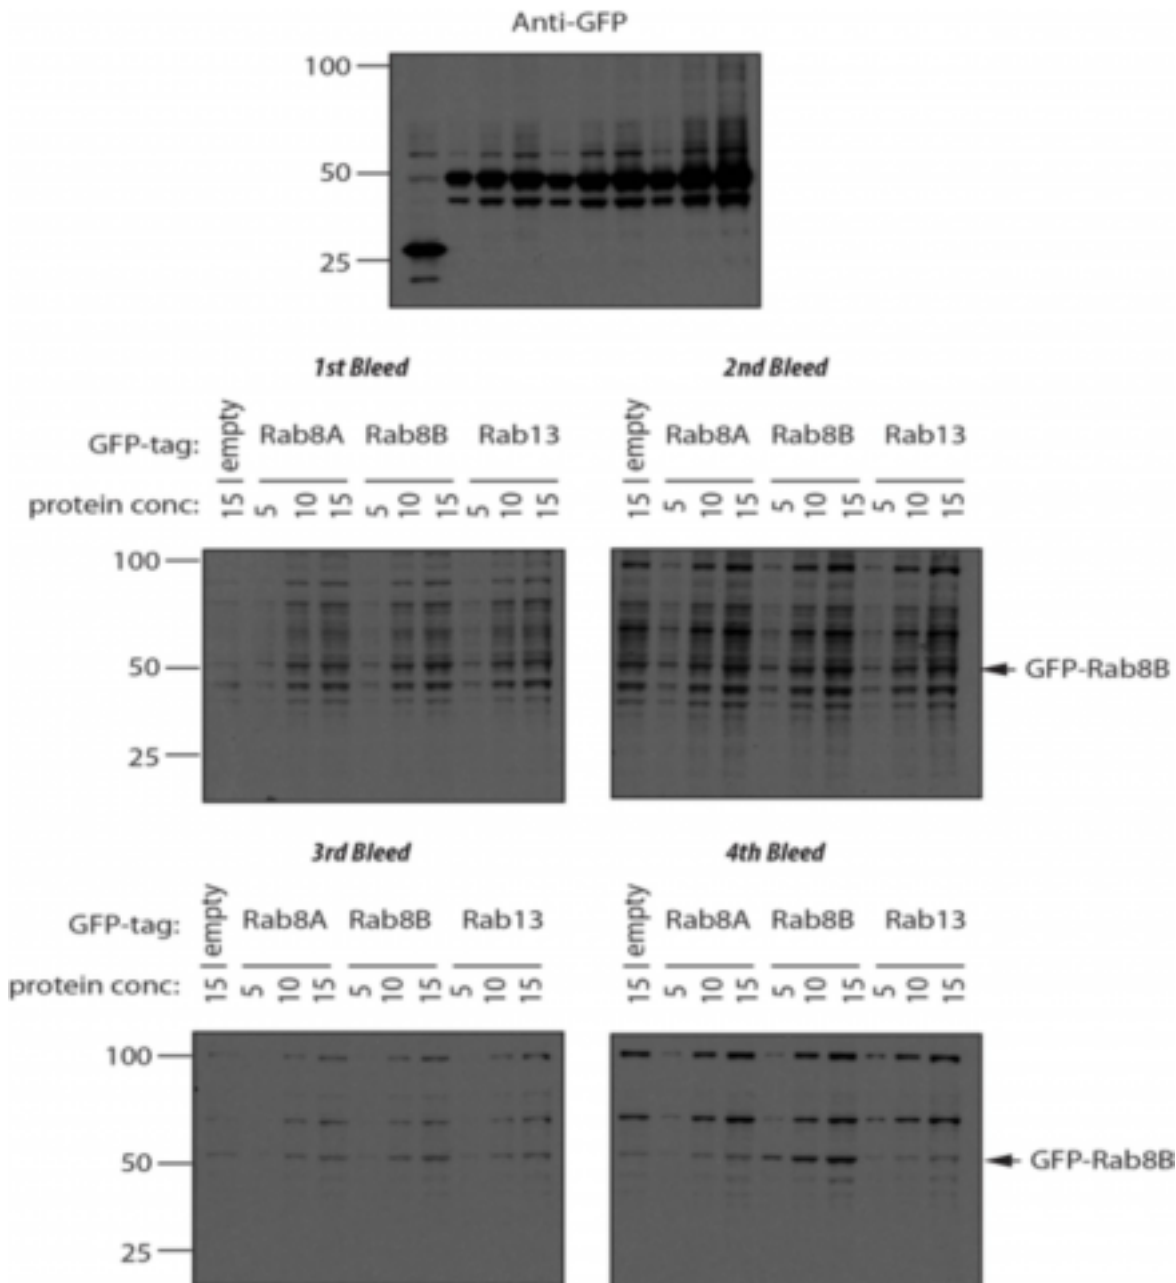 Anti-GFP
100
50
25
1st Bleed 2nd Bleed
GFP-tag: empty Rab8A Rab8B Rab13 empty Rab8A Rab8B Rab13
protein conc: 15 5 10 15 5 10 15 5 10 15 15 5 10 15 5 10 15 5 10 15
100
50 GFP-Rab8B
25
3rd Bleed 4th Bleed
GFP-tag: empty Rab8A Rab8B Rab13 empty Rab8A Rab8B Rab13
protein conc: 15 5 10 15 5 10 15 5 10 15 15 5 10 15 5 10 15 5 10 15
100
50 GFP-Rab8B
25